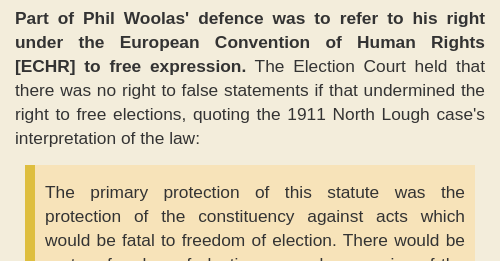 Part of Phil Woolas' defence was to refer to his right
under the European Convention of Human Rights
[ECHR] to free expression. The Election Court held that
there was no right to false statements if that undermined the
right to free elections, quoting the 1911 North Lough case's
interpretation of the law:
The primary protection of this statute was the
protection of the constituency against acts which
would be fatal to freedom of election. There would be